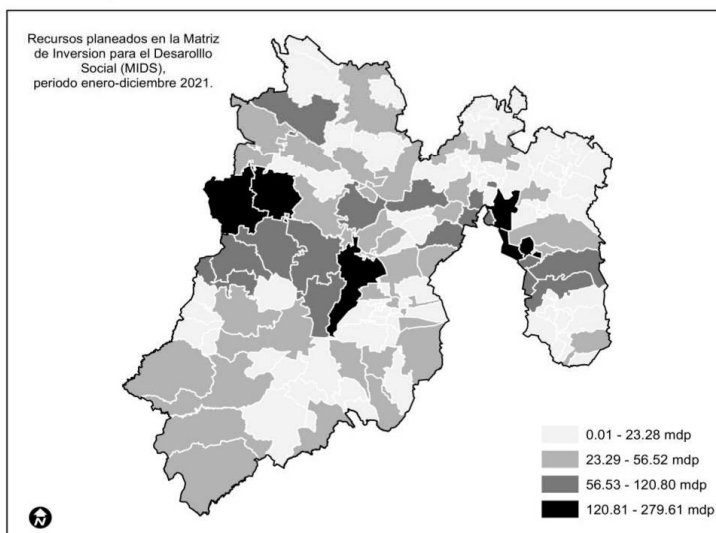 Recursos planeados en la Matriz
de Inversion para el Desarolllo
Social (MIDS),
periodo enero-diciembre 2021.
0.01 - 23.28 mdp
23.29 - 56.52 mdp
56.53 - 120.80 mdp
120.81 - 279.61 mdp
N